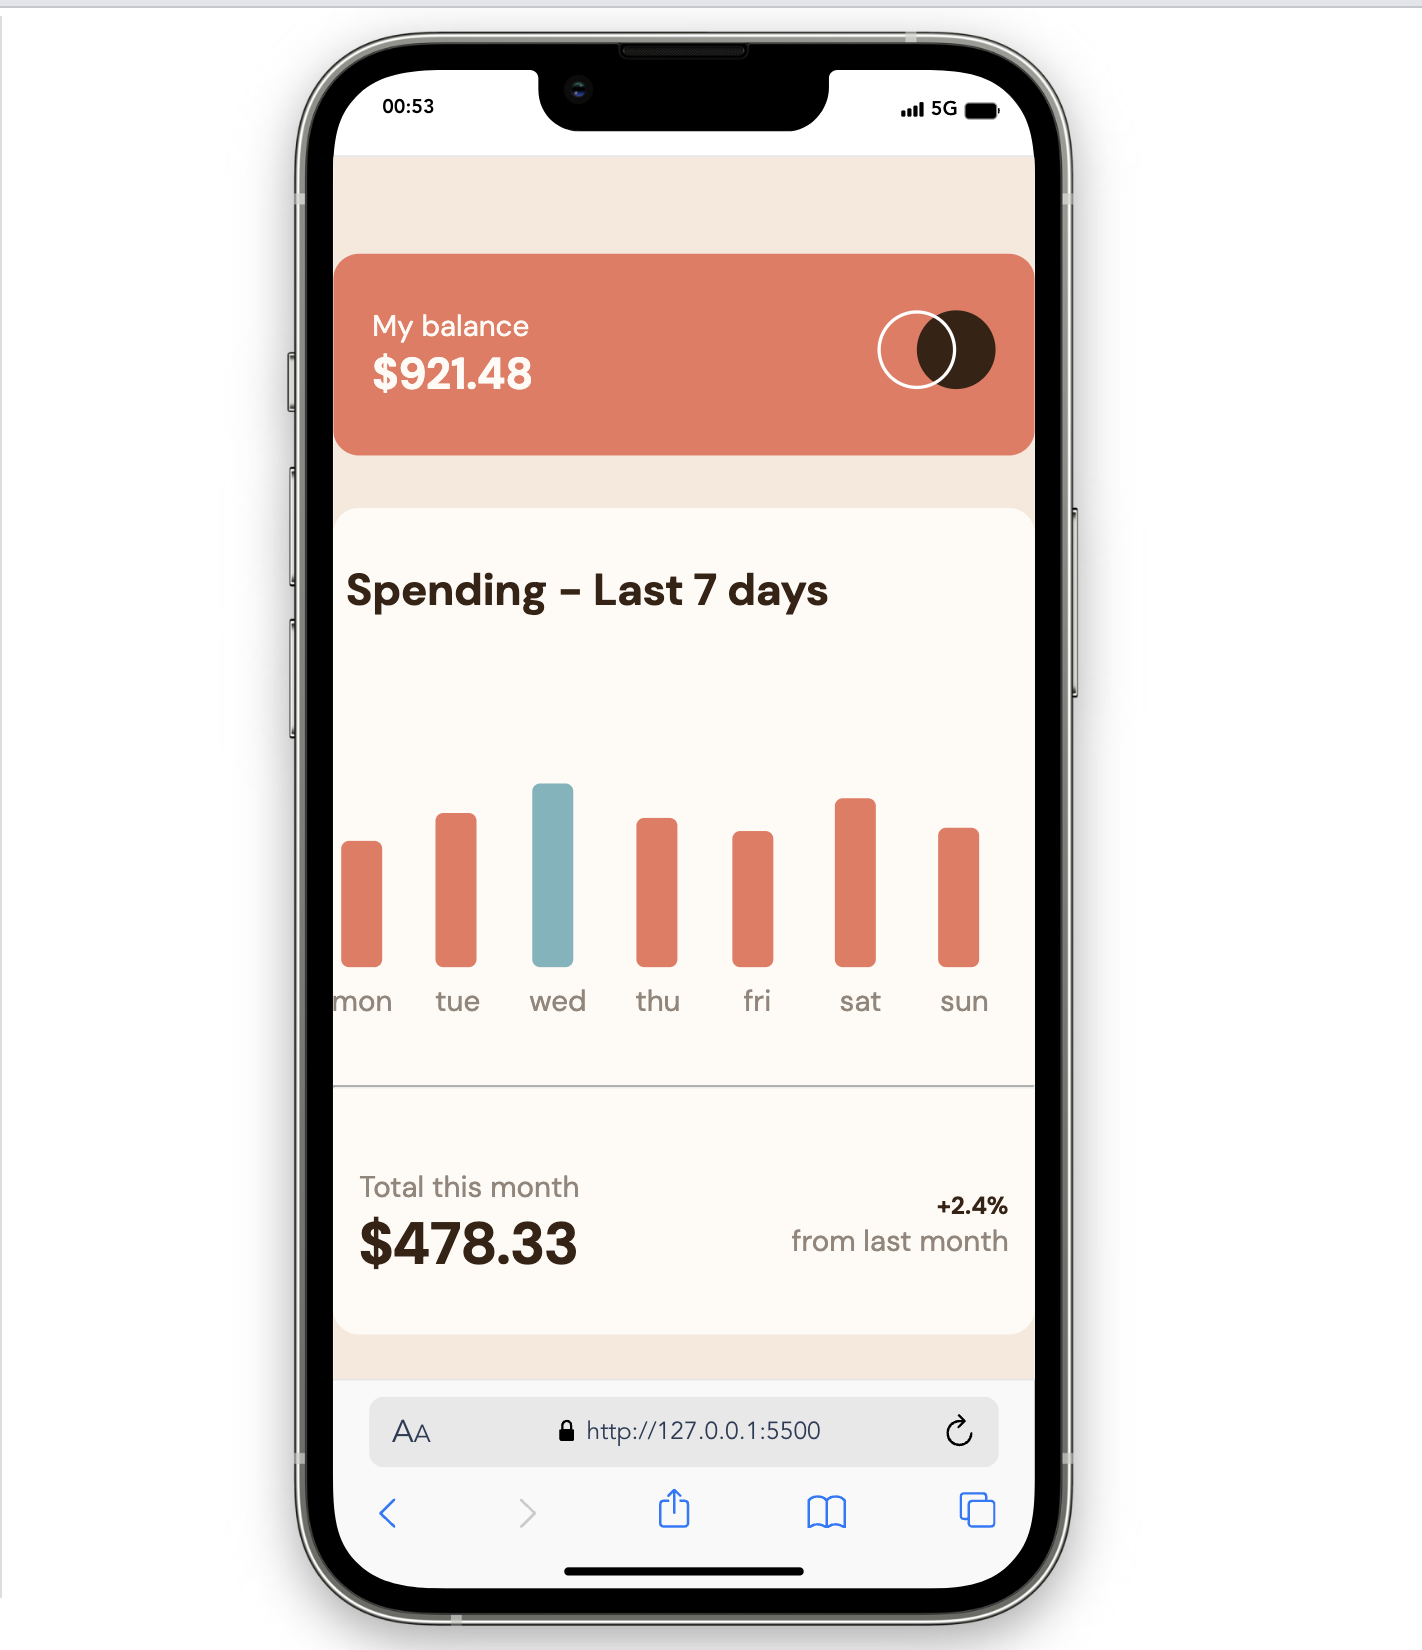 00:53 5G
My balance
$921.48
Spending - Last 7 days
mon tue wed thu fri sat sun
Total this month
$478.33
+2.4%
from last month
AA http://127.0.0.1:5500